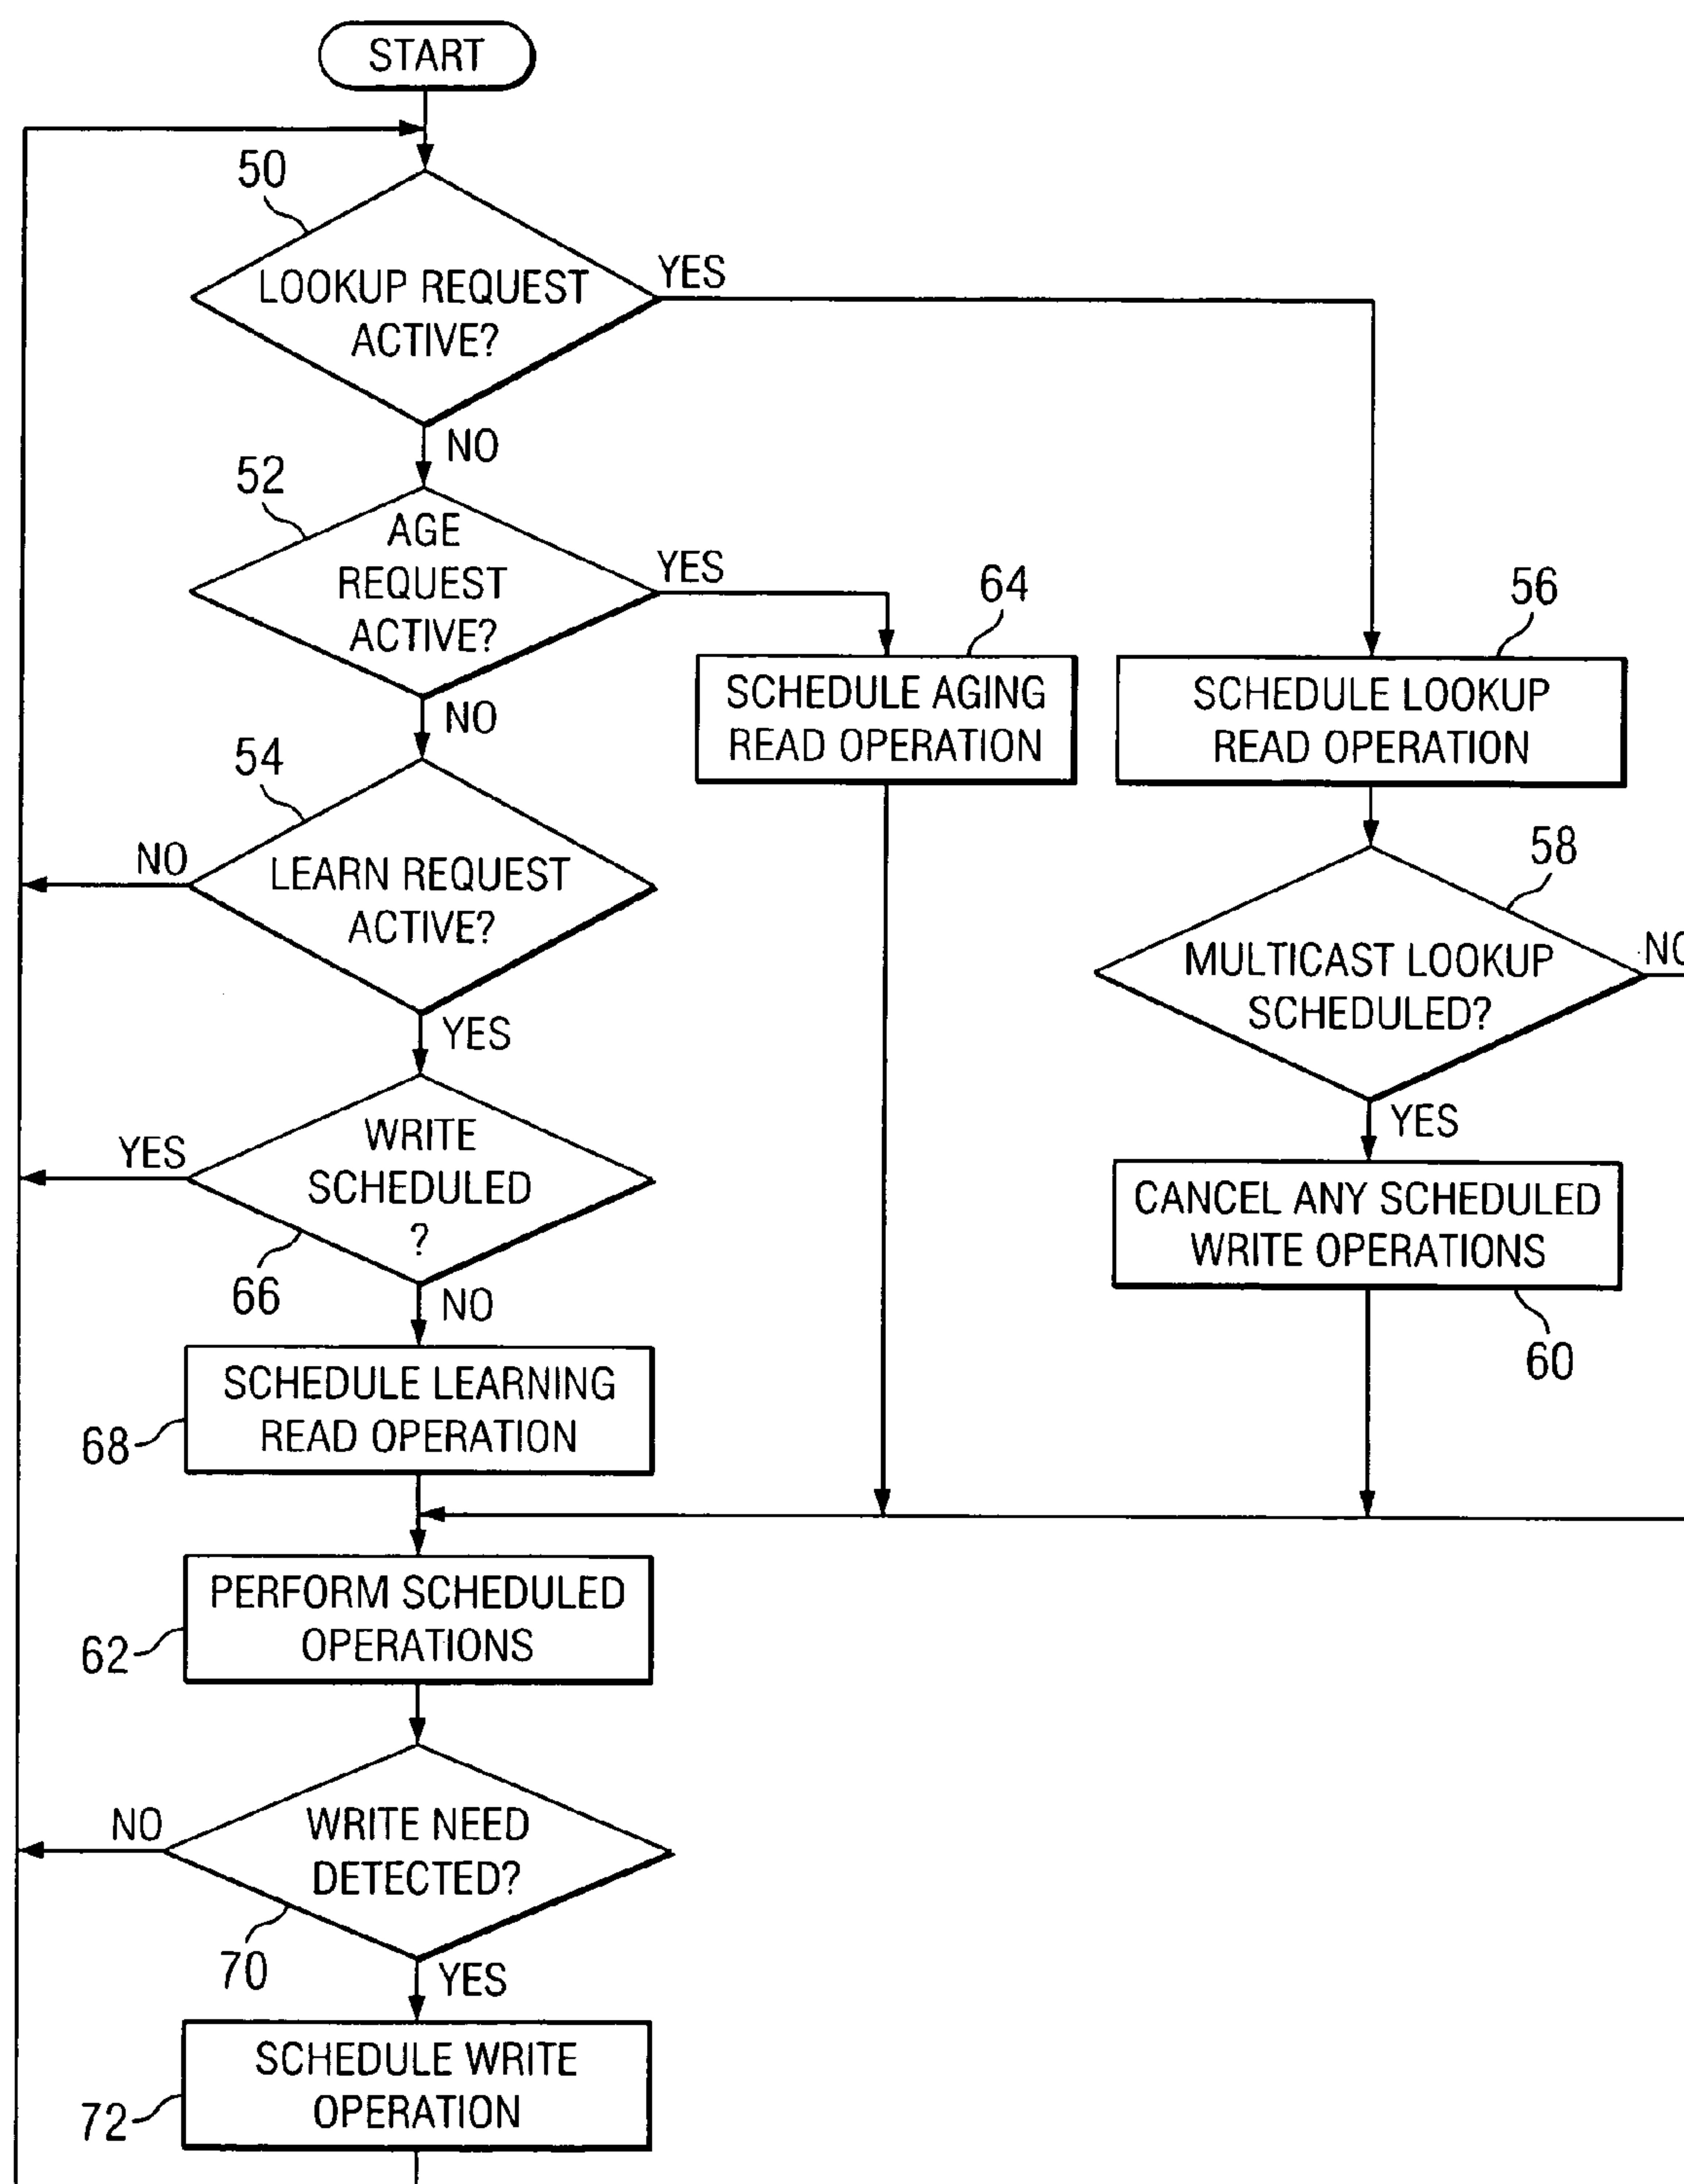 START
50
LOOKUP REQUEST
ACTIVE?
YES
NO
52
AGE
REQUEST
ACTIVE?
YES
NO
64
SCHEDULE AGING
READ OPERATION
56
SCHEDULE LOOKUP
READ OPERATION
54
LEARN REQUEST
ACTIVE?
NO
YES
58
MULTICAST LOOKUP
SCHEDULED?
NO
YES
WRITE
SCHEDULED
?
YES
66
NO
CANCEL ANY SCHEDULED
WRITE OPERATIONS
60
SCHEDULE LEARNING
READ OPERATION
68
PERFORM SCHEDULED
OPERATIONS
62
WRITE NEED
DETECTED?
NO
70
YES
SCHEDULE WRITE
OPERATION
72